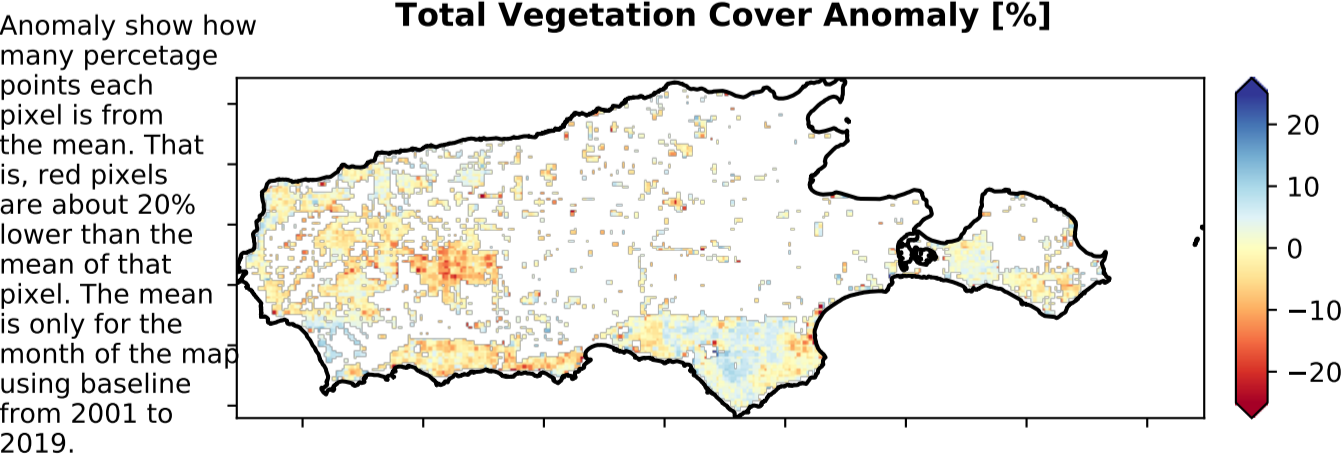 Total Vegetation Cover Anomaly [%]
Anomaly show how
many percetage
points each
pixel is from
the mean. That
is, red pixels
are about 20%
lower than the
mean of that
pixel. The mean
is only for the
month of the map
using baseline
from 2001 to
2019.
20
10
0
−10
−20